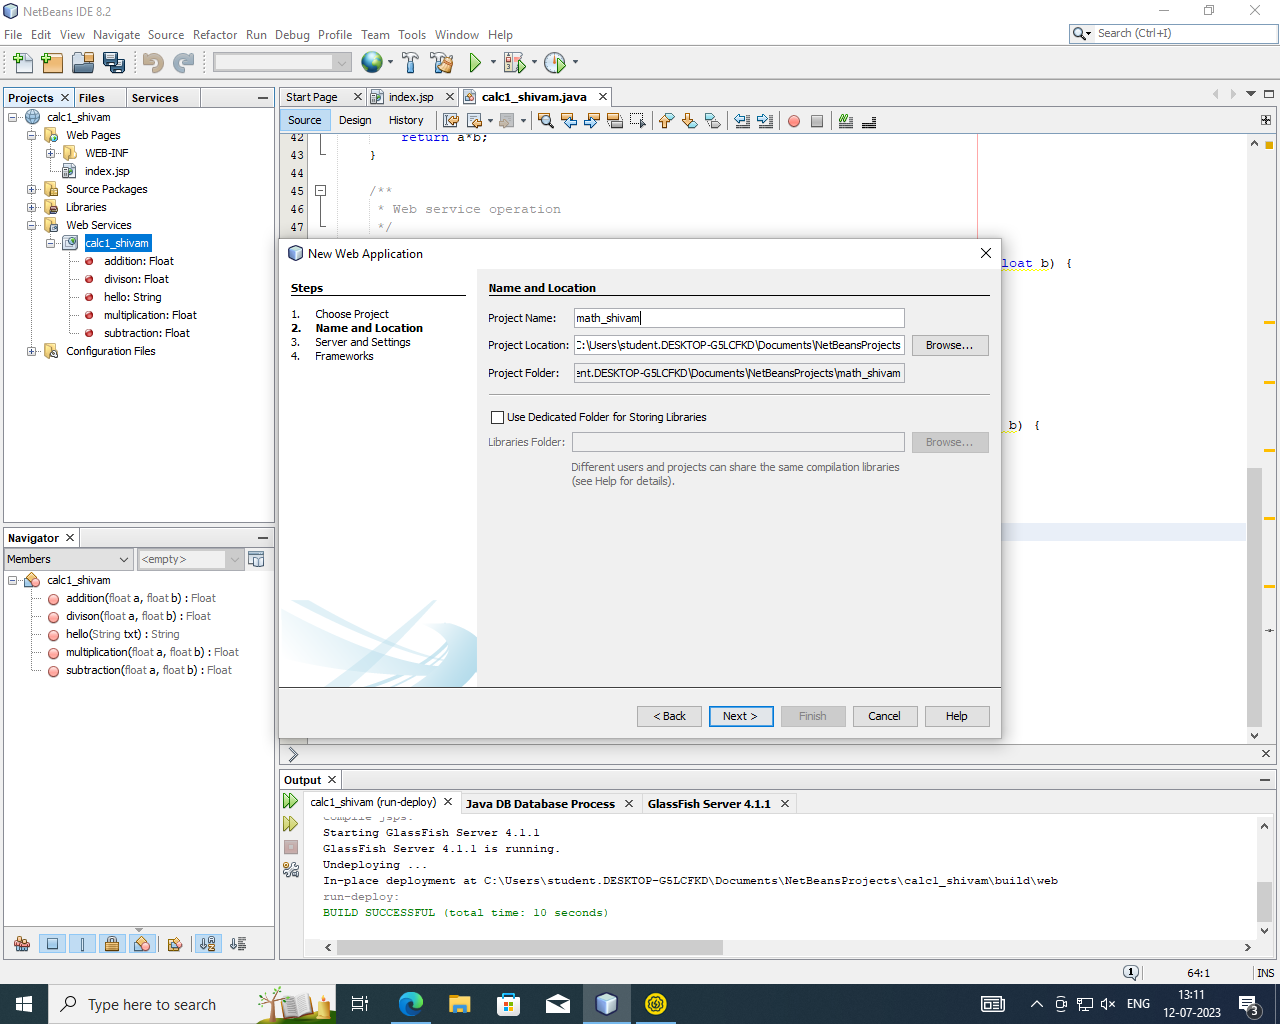 NetBeans IDE 8.2
File Edit View Navigate Source Refactor Run Debug Profile Team Tools Window Help
Search (Ctrl+I)
Projects Files Services
calc1_shivam
Web Pages
WEB-INF
index.jsp
Source Packages
Libraries
Web Services
calc1_shivam
addition: Float
divison: Float
hello: String
multiplication: Float
subtraction: Float
Configuration Files
Start Page index.jsp calc1_shivam.java
Source Design History
42 return a*b;
43 }
44
45 /**
46 * Web service operation
47 */
loat b) {
b) {
New Web Application
Steps
1. Choose Project
2. Name and Location
3. Server and Settings
4. Frameworks
Name and Location
Project Name: math_shivam
Project Location: C:\Users\student.DESKTOP-G5LCFKD\Documents\NetBeansProjects Browse...
Project Folder: ent.DESKTOP-G5LCFKD\Documents\NetBeansProjects\math_shivam
Use Dedicated Folder for Storing Libraries
Libraries Folder: Browse...
Different users and projects can share the same compilation libraries
(see Help for details).
< Back Next > Finish Cancel Help
Navigator
Members <empty>
calc1_shivam
addition(float a, float b) : Float
divison(float a, float b) : Float
hello(String txt) : String
multiplication(float a, float b) : Float
subtraction(float a, float b) : Float
Output
calc1_shivam (run-deploy) Java DB Database Process GlassFish Server 4.1.1
compile jsps:
Starting GlassFish Server 4.1.1
GlassFish Server 4.1.1 is running.
Undeploying ...
In-place deployment at C:\Users\student.DESKTOP-G5LCFKD\Documents\NetBeansProjects\calc1_shivam\build\web
run-deploy:
BUILD SUCCESSFUL (total time: 10 seconds)
1 64:1 INS
Type here to search
ENG
13:11
12-07-2023
3